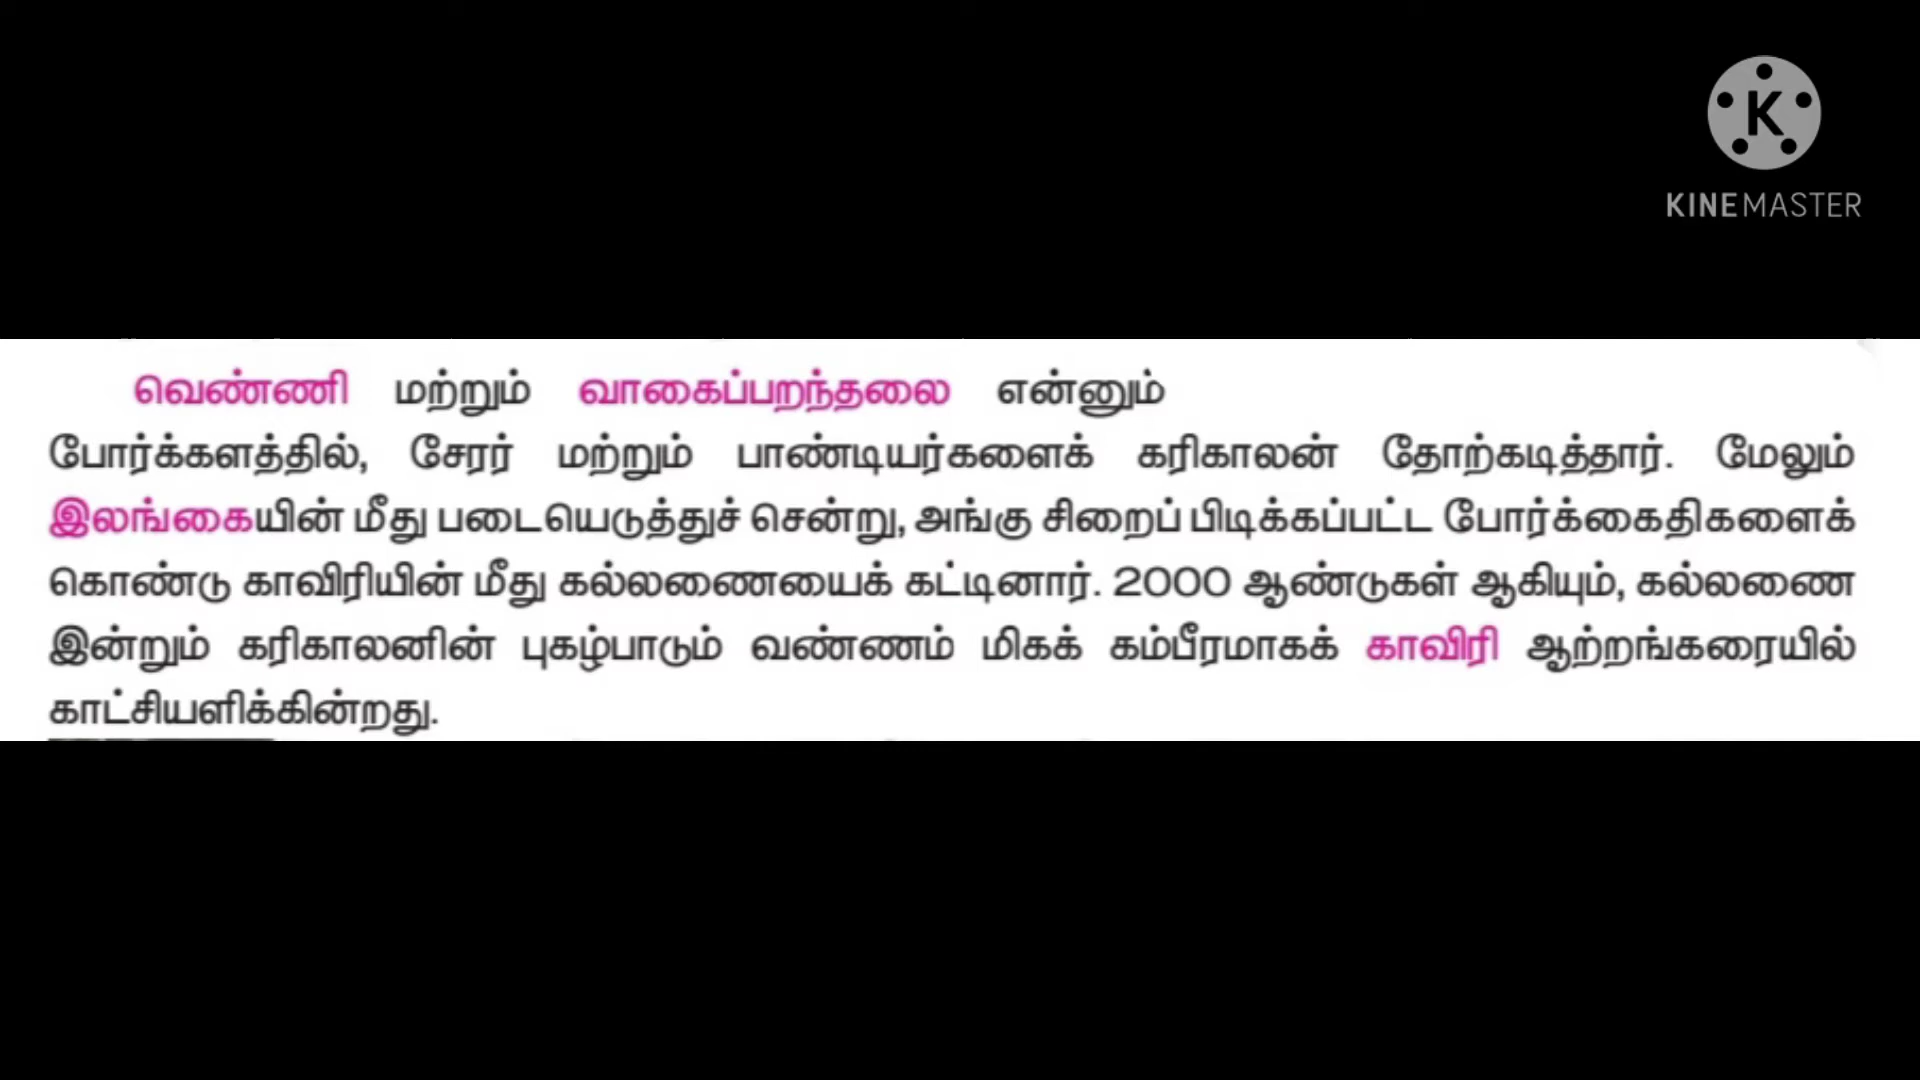 K
KINEMASTER
வெண்ணி மற்றும் வாகைப்பறந்தலை என்னும்
போர்க்களத்தில், சேரர் மற்றும் பாண்டியர்களைக் கரிகாலன் தோற்கடித்தார். மேலும்
இலங்கையின் மீது படையெடுத்துச் சென்று, அங்கு சிறைப் பிடிக்கப்பட்ட போர்க்கைதிகளைக்
கொண்டு காவிரியின் மீது கல்லணையைக் கட்டினார். 2000 ஆண்டுகள் ஆகியும், கல்லணை
இன்றும் கரிகாலனின் புகழ்பாடும் வண்ணம் மிகக் கம்பீரமாகக் காவிரி ஆற்றங்கரையில்
காட்சியளிக்கின்றது.